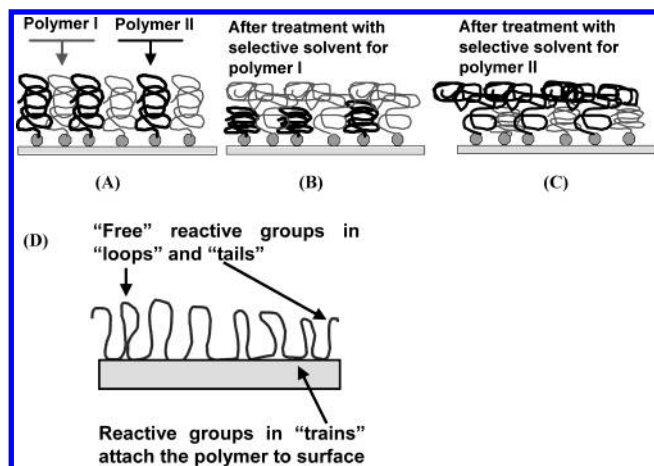 Polymer I
Polymer II
(A)
After treatment with
selective solvent for
polymer I
(B)
After treatment with
selective solvent for
polymer II
(C)
(D)
“Free” reactive groups in
“loops” and “tails”
Reactive groups in “trains”
attach the polymer to surface